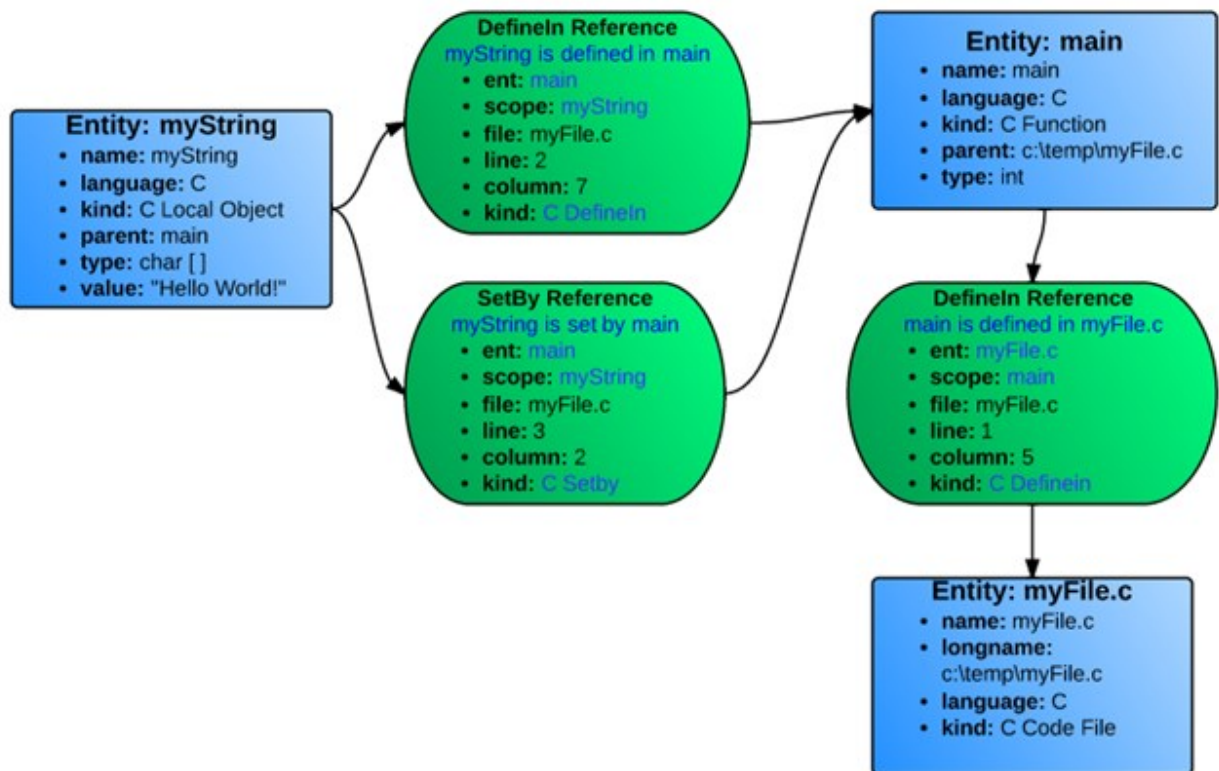 Entity: myString
• name: myString
• language: C
• kind: C Local Object
• parent: main
• type: char [ ]
• value: "Hello World!"
DefineIn Reference
myString is defined in main
• ent: main
• scope: myString
• file: myFile.c
• line: 2
• column: 7
• kind: C DefineIn
SetBy Reference
myString is set by main
• ent: main
• scope: myString
• file: myFile.c
• line: 3
• column: 2
• kind: C Setby
Entity: main
• name: main
• language: C
• kind: C Function
• parent: c:\temp\myFile.c
• type: int
DefineIn Reference
main is defined in myFile.c
• ent: myFile.c
• scope: main
• file: myFile.c
• line: 1
• column: 5
• kind: C Definein
Entity: myFile.c
• name: myFile.c
• longname:
c:\temp\myFile.c
• language: C
• kind: C Code File